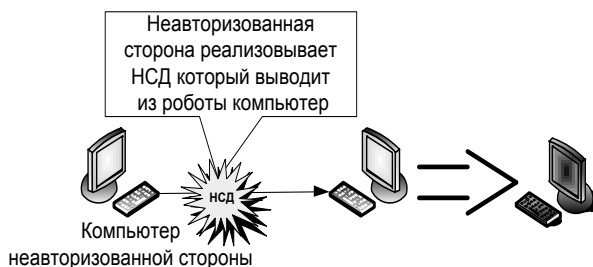 Неавторизованная
сторона реализовывает
НСД который выводит
из роботы компьютер
НСД
Компьютер
неавторизованной стороны